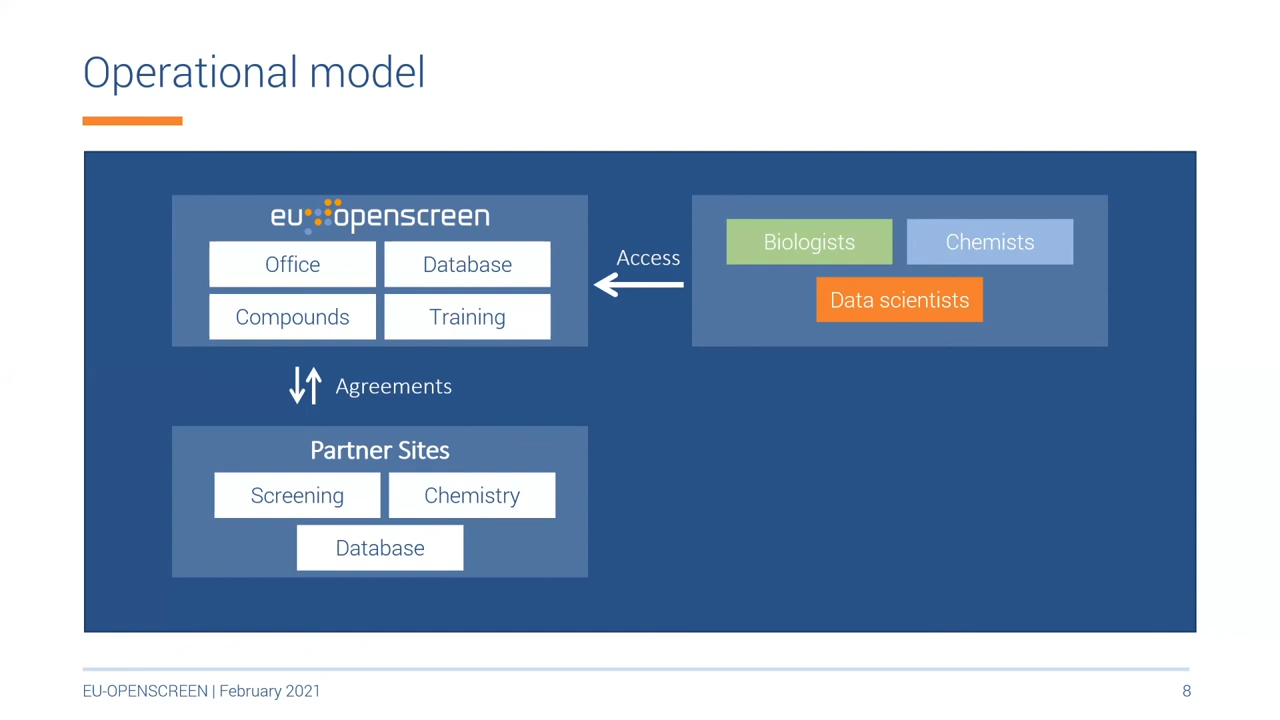 Operational model
eu openscreen
Office
Database
Compounds
Training
Access
Biologists
Chemists
Data scientists
Agreements
Partner Sites
Screening
Chemistry
Database
EU-OPENSCREEN | February 2021
8